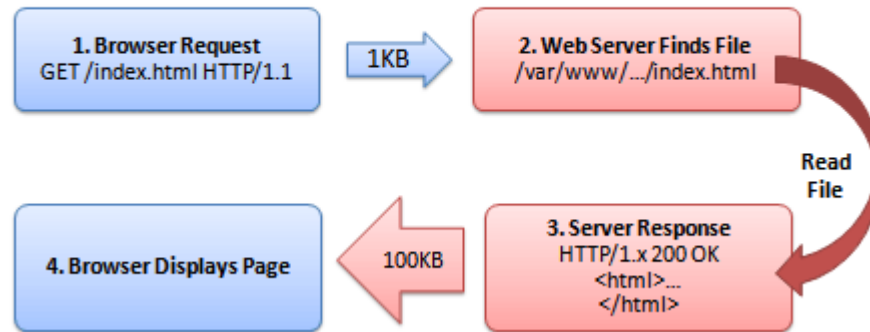 1. Browser Request
GET /index.html HTTP/1.1
1KB
2. Web Server Finds File
/var/www/.../index.html
Read
File
3. Server Response
HTTP/1.x 200 OK
<html>...
</html>
100KB
4. Browser Displays Page